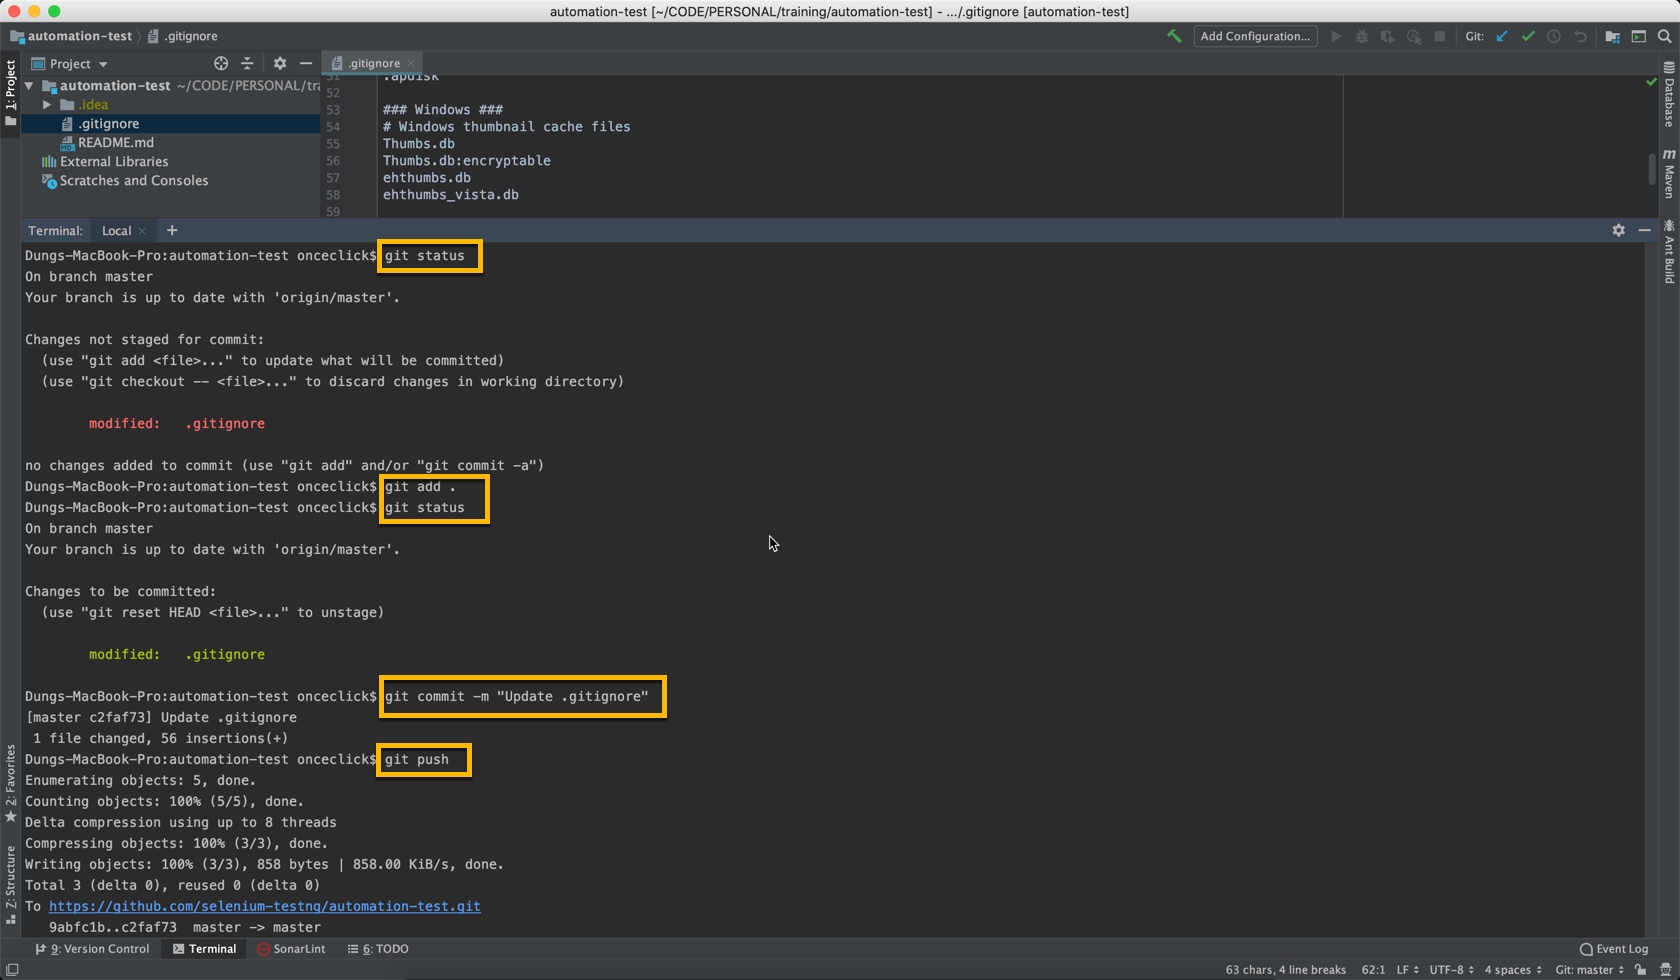 automation-test [~/CODE/PERSONAL/training/automation-test] - .../.gitignore [automation-test]
automation-test .gitignore
Add Configuration...
Git:
1: Project
Project
.gitignore
automation-test ~/CODE/PERSONAL/tra
.idea
.gitignore
README.md
External Libraries
Scratches and Consoles
51 .apdisk
52
53 ### Windows ###
54 # Windows thumbnail cache files
55 Thumbs.db
56 Thumbs.db:encryptable
57 ehthumbs.db
58 ehthumbs_vista.db
59
Database
Maven
Ant Build
Terminal: Local +
Dungs-MacBook-Pro:automation-test onceclick$ git status
On branch master
Your branch is up to date with 'origin/master'.
Changes not staged for commit:
(use "git add <file>..." to update what will be committed)
(use "git checkout -- <file>..." to discard changes in working directory)
modified: .gitignore
no changes added to commit (use "git add" and/or "git commit -a")
Dungs-MacBook-Pro:automation-test onceclick$ git add .
Dungs-MacBook-Pro:automation-test onceclick$ git status
On branch master
Your branch is up to date with 'origin/master'.
Changes to be committed:
(use "git reset HEAD <file>..." to unstage)
modified: .gitignore
Dungs-MacBook-Pro:automation-test onceclick$ git commit -m "Update .gitignore"
[master c2faf73] Update .gitignore
1 file changed, 56 insertions(+)
Dungs-MacBook-Pro:automation-test onceclick$ git push
Enumerating objects: 5, done.
Counting objects: 100% (5/5), done.
Delta compression using up to 8 threads
Compressing objects: 100% (3/3), done.
Writing objects: 100% (3/3), 858 bytes | 858.00 KiB/s, done.
Total 3 (delta 0), reused 0 (delta 0)
To https://github.com/selenium-testng/automation-test.git
9abfc1b..c2faf73 master -> master
2: Favorites
Z: Structure
9: Version Control
Terminal
SonarLint
6: TODO
Event Log
63 chars, 4 line breaks 62:1 LF UTF-8 4 spaces Git: master